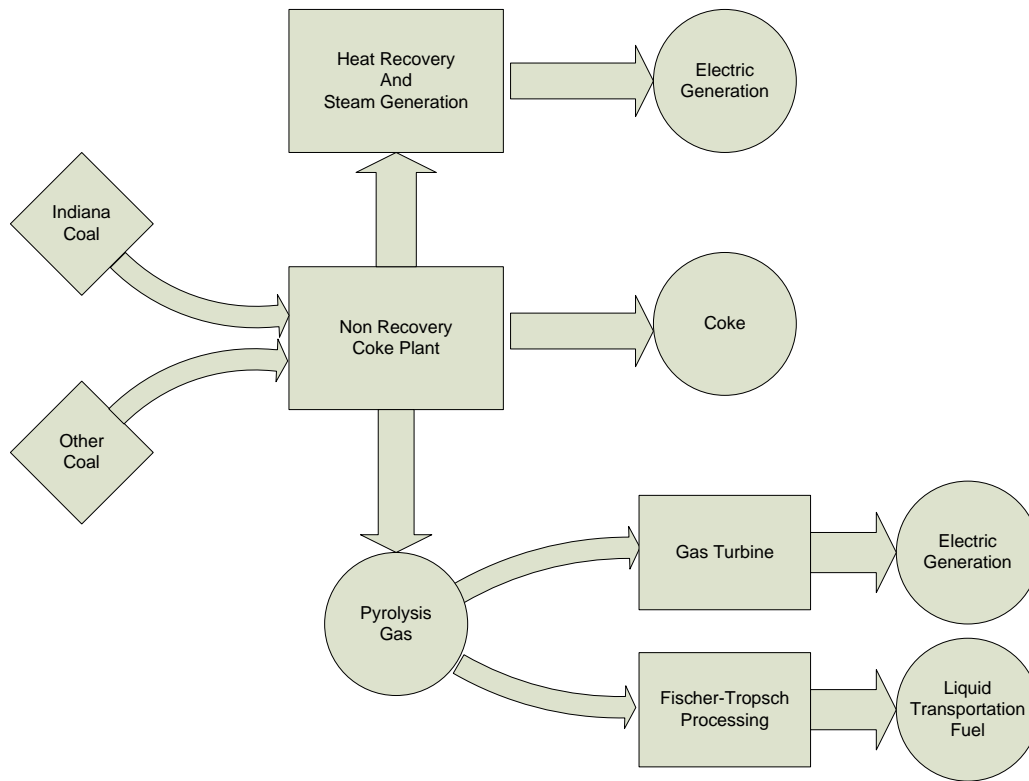 Heat Recovery
And
Steam Generation
Electric
Generation
Indiana
Coal
Non Recovery
Coke Plant
Coke
Other
Coal
Gas Turbine
Electric
Generation
Pyrolysis
Gas
Fischer-Tropsch
Processing
Liquid
Transportation
Fuel